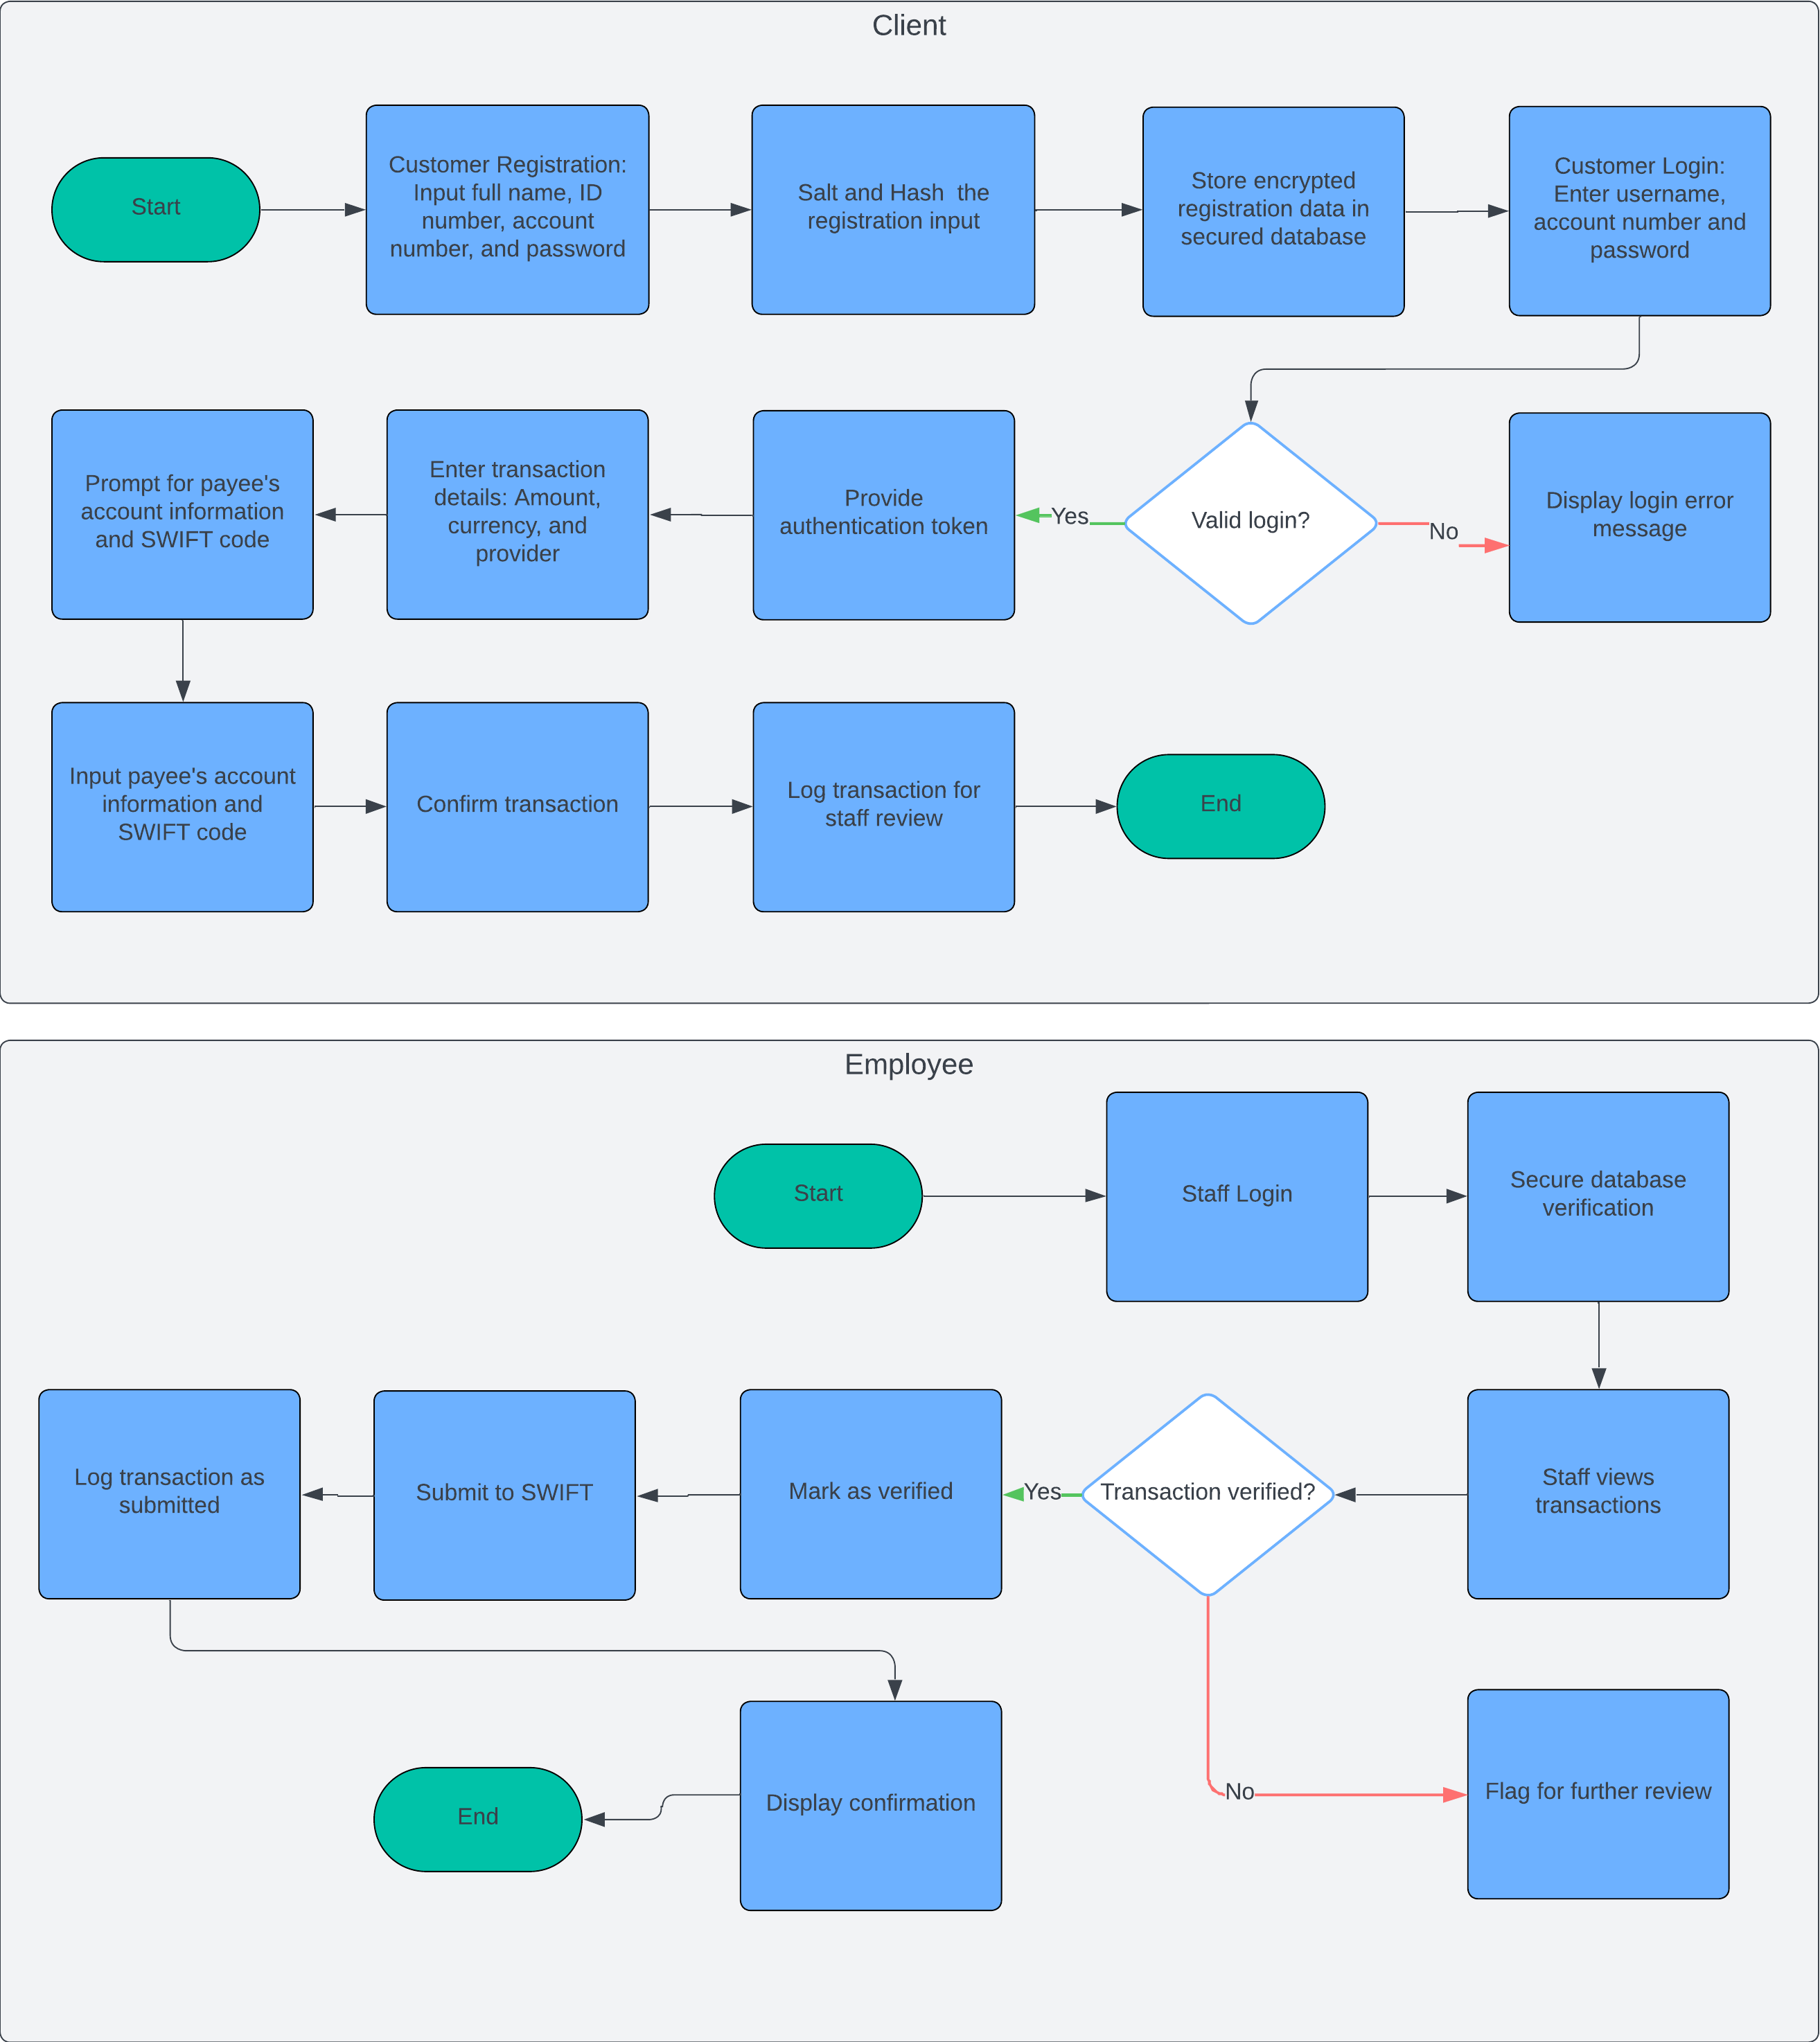 Client
Start
Customer Registration:
Input full name, ID
number, account
number, and password
Salt and Hash  the
registration input
Store encrypted
registration data in
secured database
Customer Login:
Enter username,
account number and
password
Valid login?
No
Display login error
message
Yes
Provide
authentication token
Enter transaction
details: Amount,
currency, and
provider
Prompt for payee's
account information
and SWIFT code
Input payee's account
information and
SWIFT code
Confirm transaction
Log transaction for
staff review
End
Employee
Start
Staff Login
Secure database
verification
Staff views
transactions
Transaction verified?
Yes
Mark as verified
Submit to SWIFT
Log transaction as
submitted
Display confirmation
End
No
Flag for further review